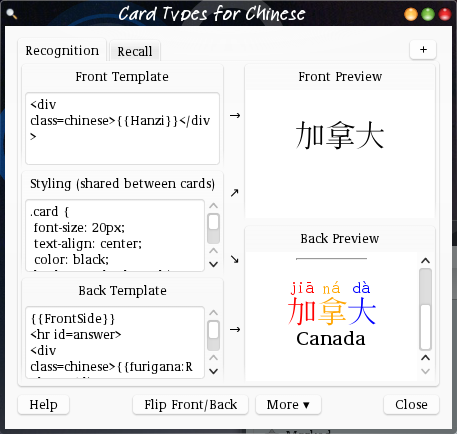 Card Types for Chinese
Recognition
Recall
+
Front Template
<div
class=chinese>{{Hanzi}}</div
>
Styling (shared between cards)
.card {
font-size: 20px;
text-align: center;
color: black;
Back Template
{{FrontSide}}
<hr id=answer>
<div
class=chinese>{{furigana:R
→
↗
↘
→
Front Preview
加拿大
Back Preview
jiā ná dà
加拿大
Canada
Help
Flip Front/Back
More ▾
Close